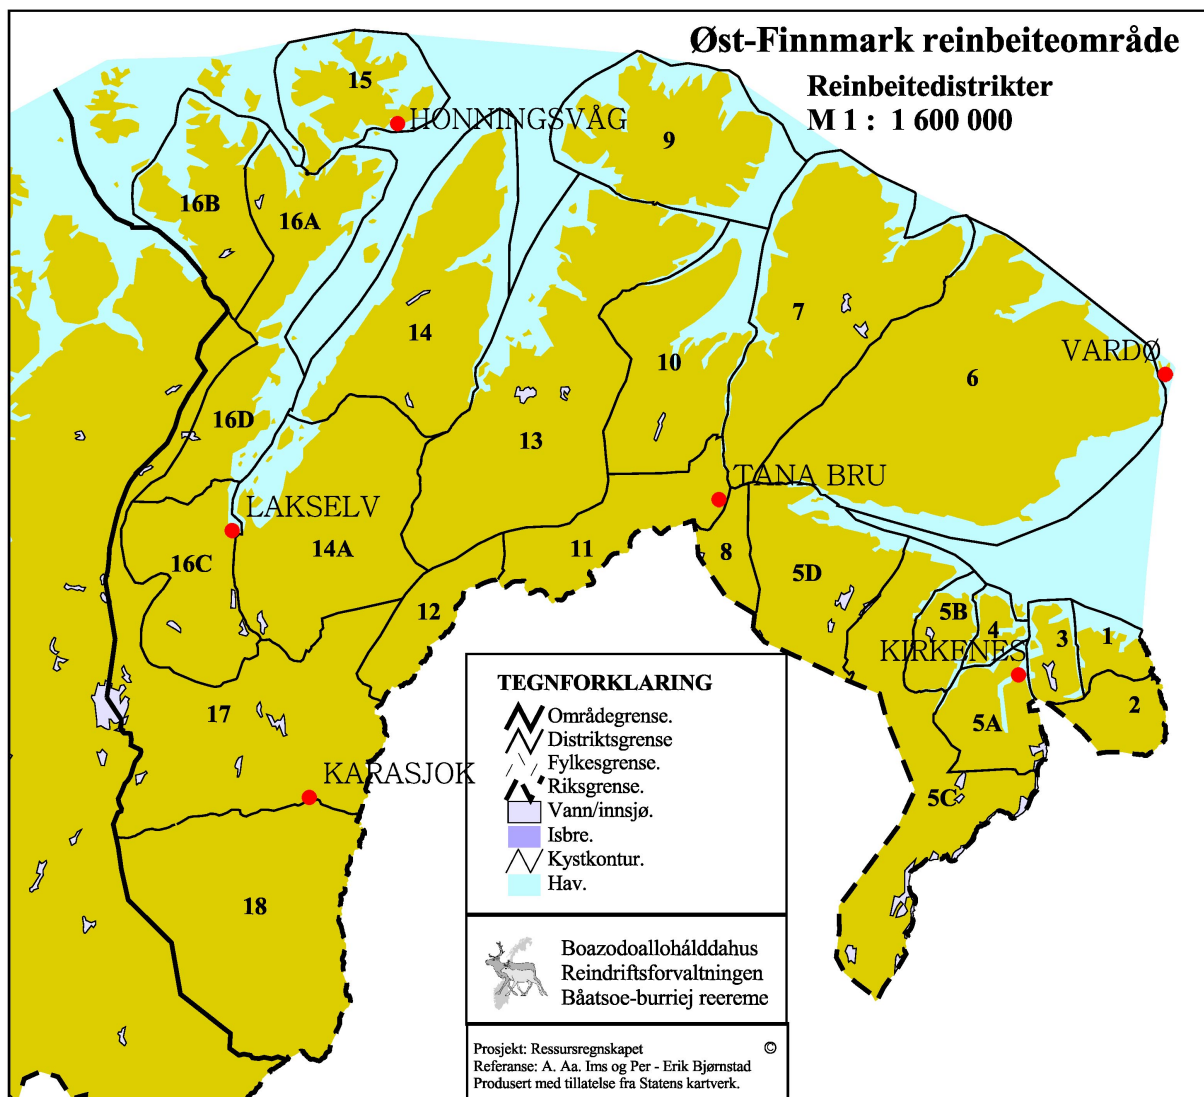 Øst-Finnmark reinbeiteområde
Reinbeitedistrikter
M 1 : 1 600 000
15
HONNINGSVÅG
9
16B
16A
14
7
10
VARDØ
6
16D
13
TANA BRU
LAKSELV
14A
11
8
16C
5D
12
5B
4
3
1
KIRKENES
2
17
5A
KARASJOK
5C
18
TEGNFORKLARING
Områdegrense.
Distriktsgrense
Fylkesgrense.
Riksgrense.
Vann/innsjø.
Isbre.
Kystkontur.
Hav.
Boazodoallohálddahus
Reindriftsforvaltningen
Båatsoe-burriej reereme
Prosjekt: Ressursregnskapet ©
Referanse: A. Aa. Ims og Per - Erik Bjørnstad
Produsert med tillatelse fra Statens kartverk.